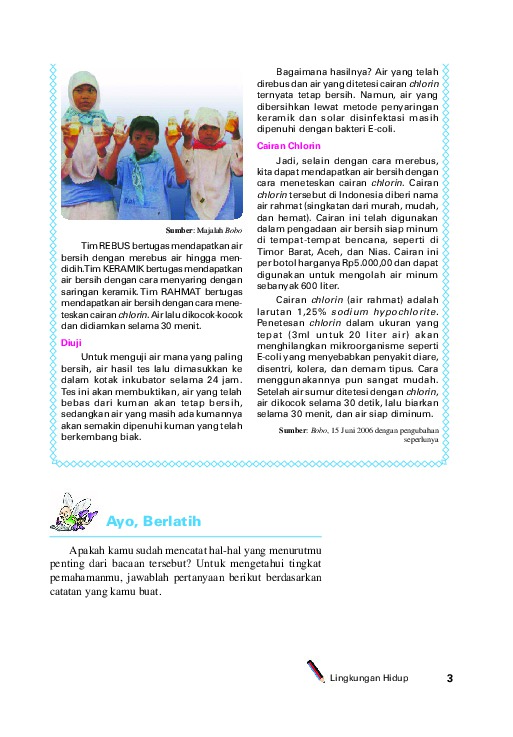 Sumber: Majalah Bobo
Tim REBUS bertugas mendapatkan air
bersih dengan merebus air hingga men-
didih.Tim KERAMIK bertugas mendapatkan
air bersih dengan cara menyaring dengan
saringan keramik. Tim RAHMAT bertugas
mendapatkan air bersih dengan cara mene-
teskan cairan chlorin. Air lalu dikocok-kocok
dan didiamkan selama 30 menit.
Diuji
Untuk menguji air mana yang paling
bersih, air hasil tes lalu dimasukkan ke
dalam kotak inkubator selama 24 jam.
Tes ini akan membuktikan, air yang telah
bebas dari kuman akan tetap bersih,
sedangkan air yang masih ada kumannya
akan semakin dipenuhi kuman yang telah
berkembang biak.
Bagaimana hasilnya? Air yang telah
direbus dan air yang ditetesi cairan chlorin
ternyata tetap bersih. Namun, air yang
dibersihkan lewat metode penyaringan
keramik dan solar disinfektasi masih
dipenuhi dengan bakteri E-coli.
Cairan Chlorin
Jadi, selain dengan cara merebus,
kita dapat mendapatkan air bersih dengan
cara meneteskan cairan chlorin. Cairan
chlorin tersebut di Indonesia diberi nama
air rahmat (singkatan dari murah, mudah,
dan hemat). Cairan ini telah digunakan
dalam pengadaan air bersih siap minum
di tempat-tempat bencana, seperti di
Timor Barat, Aceh, dan Nias. Cairan ini
per botol harganya Rp5.000,00 dan dapat
digunakan untuk mengolah air minum
sebanyak 600 liter.
Cairan chlorin (air rahmat) adalah
larutan 1,25% sodium hypochlorite.
Penetesan chlorin dalam ukuran yang
tepat (3ml untuk 20 liter air) akan
menghilangkan mikroorganisme seperti
E-coli yang menyebabkan penyakit diare,
disentri, kolera, dan demam tipus. Cara
menggunakannya pun sangat mudah.
Setelah air sumur ditetesi dengan chlorin,
air dikocok selama 30 detik, lalu biarkan
selama 30 menit, dan air siap diminum.
Sumber: Bobo, 15 Juni 2006 dengan pengubahan
seperlunya
Ayo, Berlatih
Apakah kamu sudah mencatat hal-hal yang menurutmu
penting dari bacaan tersebut? Untuk mengetahui tingkat
pemahamanmu, jawablah pertanyaan berikut berdasarkan
catatan yang kamu buat.
Lingkungan Hidup 3